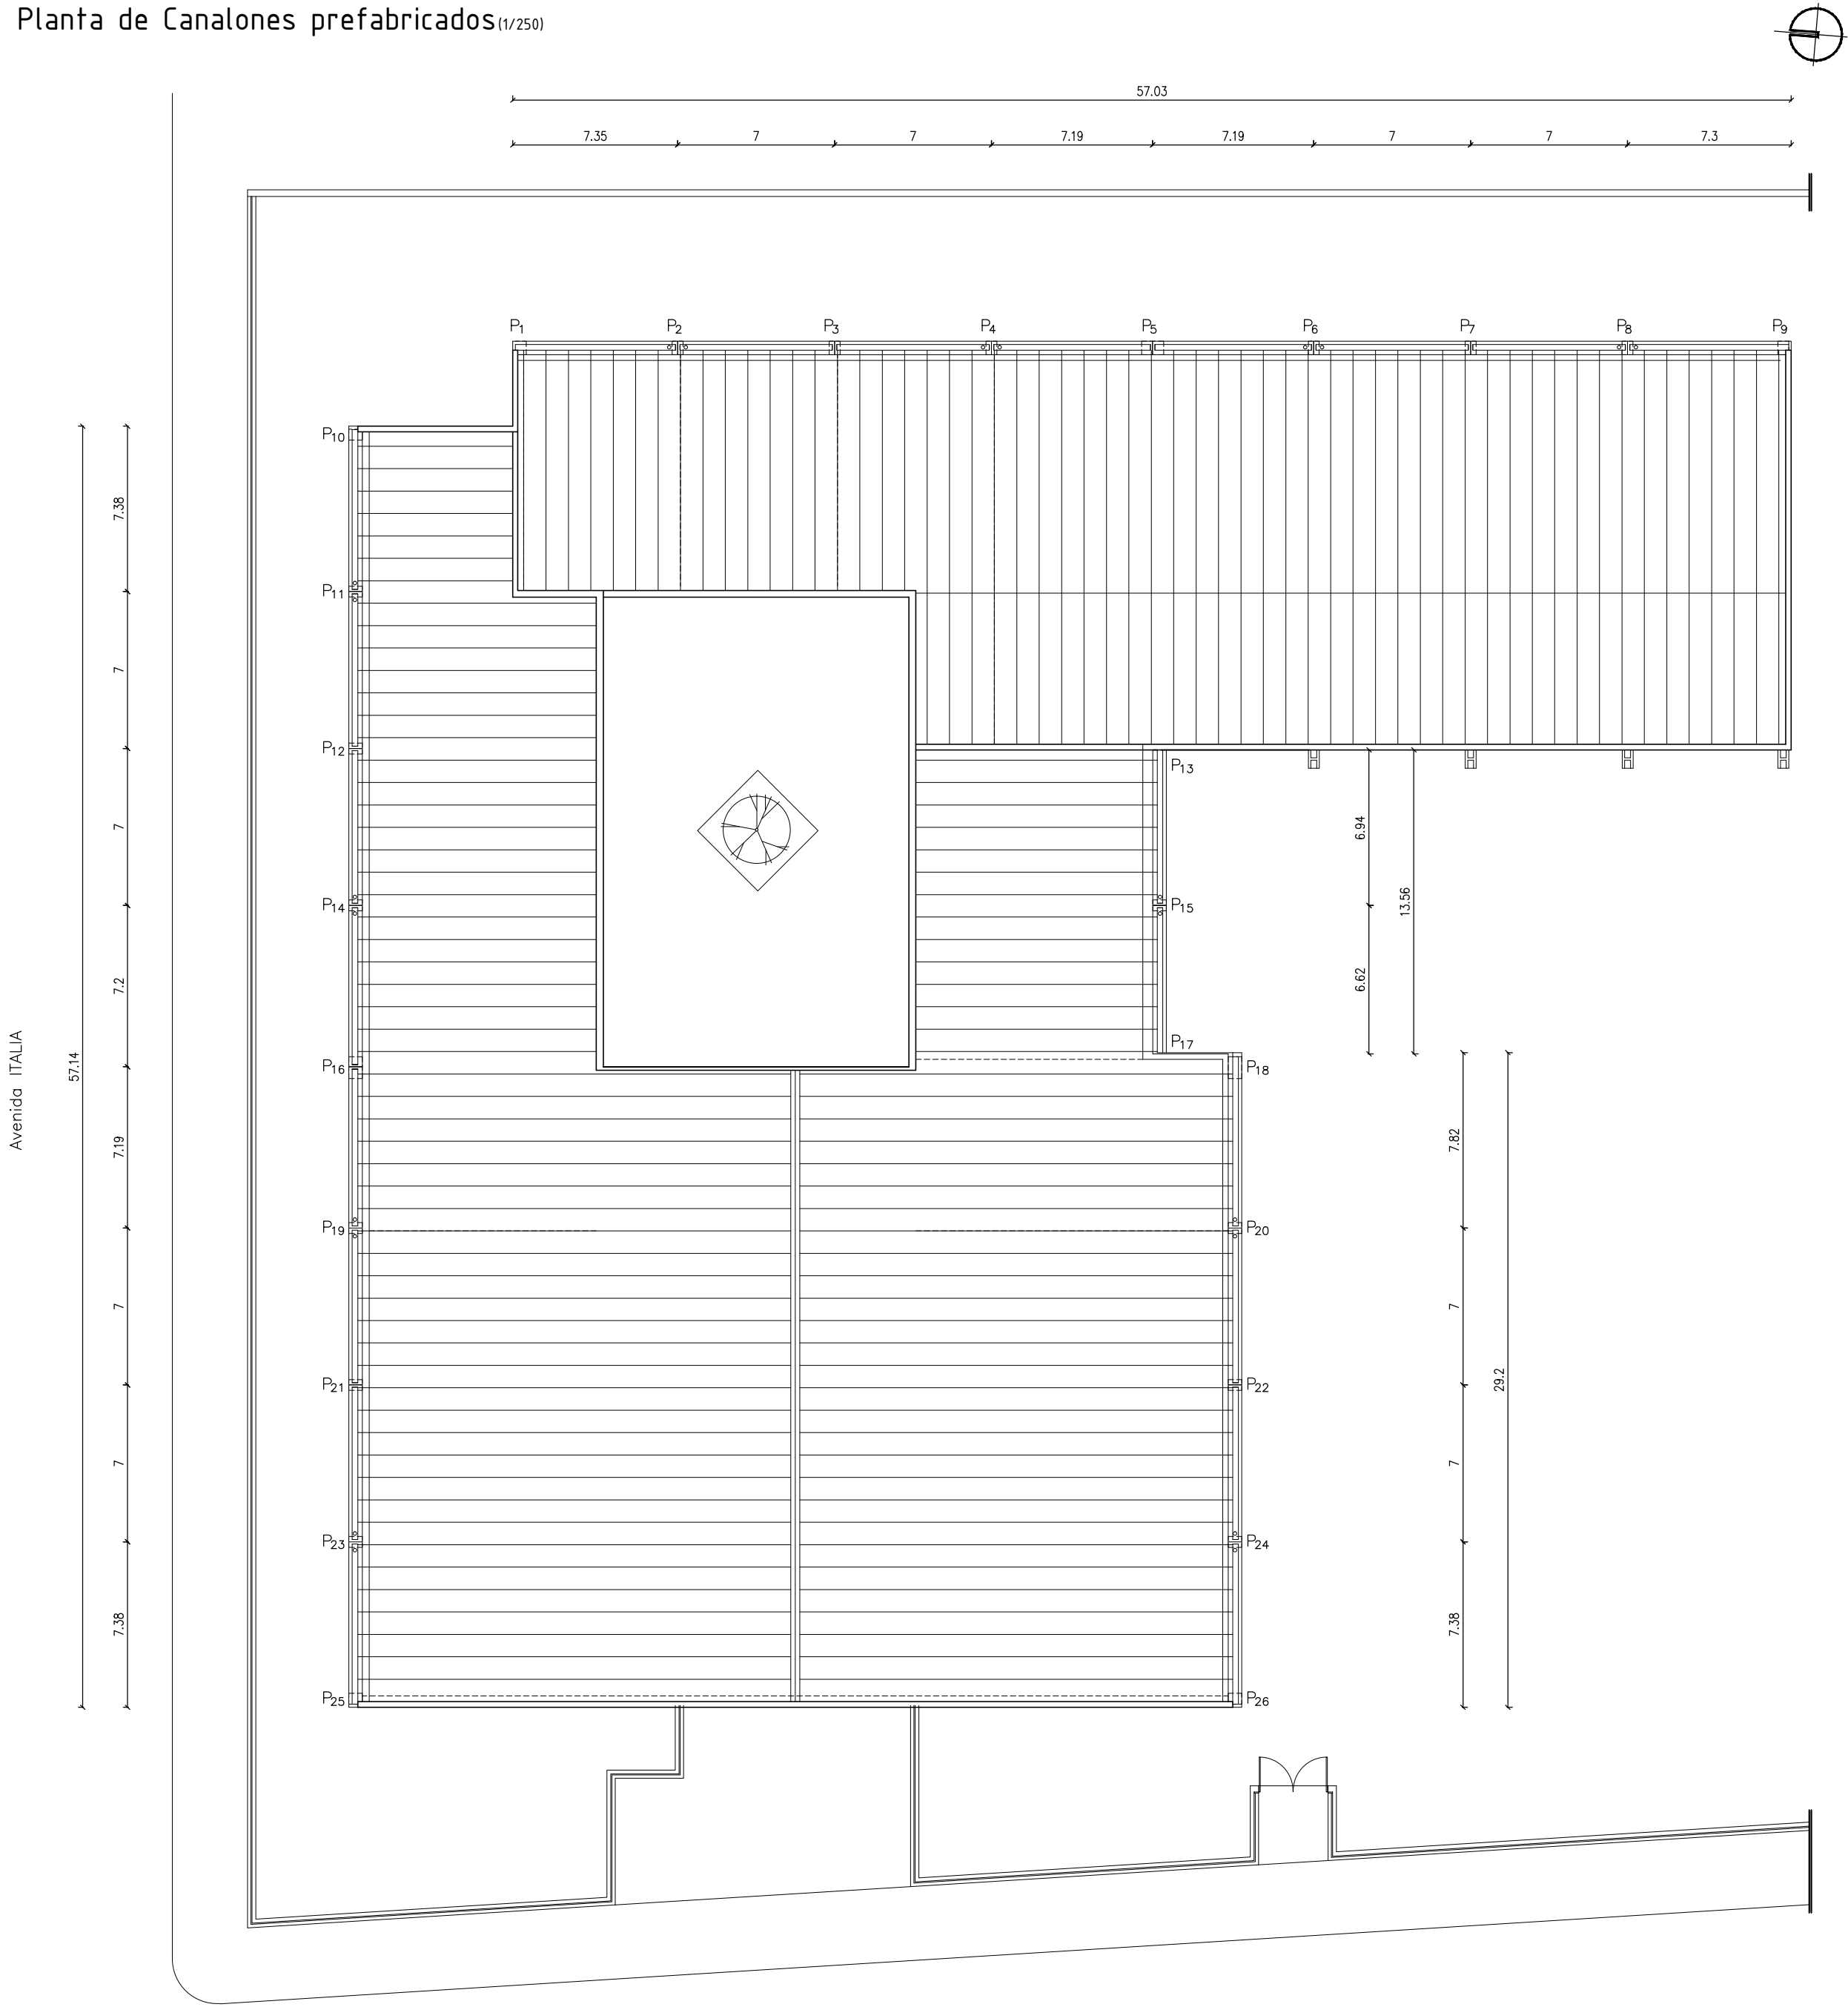 Planta de Canalones prefabricados(1/250)
57.03
7.35 7 7 7.19 7.19 7 7 7.3
P1 P2 P3 P4 P5 P6 P7 P8 P9
P10
7.38
P11
7
P12
P13
7
6.94
P14
P15
13.56
7.2
6.62
P17
P16
P18
57.14
Avenida ITALIA
7.19
7.82
P19
P20
7
7
29.2
P21
P22
7
7
P23
P24
7.38
7.38
P25
P26